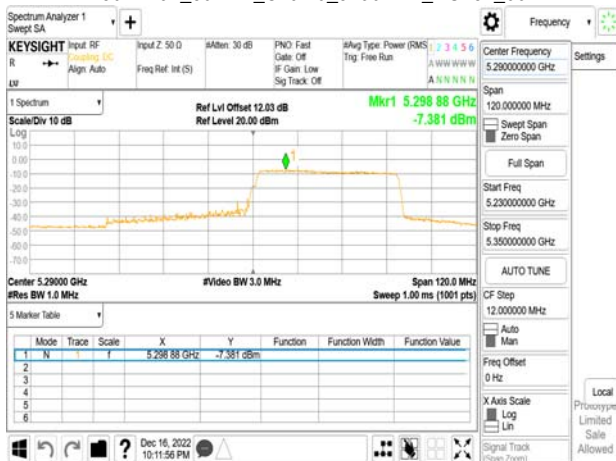 Spectrum Analyzer 1
Swept SA
Frequency
Settings
KEYSIGHT
R
LXI
Input: RF
Coupling: DC
Align: Auto
Input Z: 50 Ω
Freq Ref: Int (S)
#Atten: 30 dB
PNO: Fast
Gate: Off
IF Gain: Low
Sig Track: Off
#Avg Type: Power (RMS)
Trig: Free Run
1 2 3 4 5 6
A W W W W W
A N N N N N
1 Spectrum
Scale/Div 10 dB
Log
Ref Lvl Offset 12.03 dB
Ref Level 20.00 dBm
Mkr1 5.298 88 GHz
-7.381 dBm
10.0
0.00
-10.0
-20.0
-30.0
-40.0
-50.0
-60.0
-70.0
1
Center 5.29000 GHz
#Res BW 1.0 MHz
#Video BW 3.0 MHz
Span 120.0 MHz
Sweep 1.00 ms (1001 pts)
5 Marker Table
Mode Trace Scale X Y Function Function Width Function Value
1 N 1 f 5.298 88 GHz -7.381 dBm
2
3
4
5
6
Dec 16, 2022
10:11:56 PM
Center Frequency
5.290000000 GHz
Span
120.000000 MHz
Swept Span
Zero Span
Full Span
Start Freq
5.230000000 GHz
Stop Freq
5.350000000 GHz
AUTO TUNE
CF Step
12.000000 MHz
Auto
Man
Freq Offset
0 Hz
X Axis Scale
Log
Lin
Signal Track
(Span Zoom)
Local
Prototype
Limited
Sale
Allowed